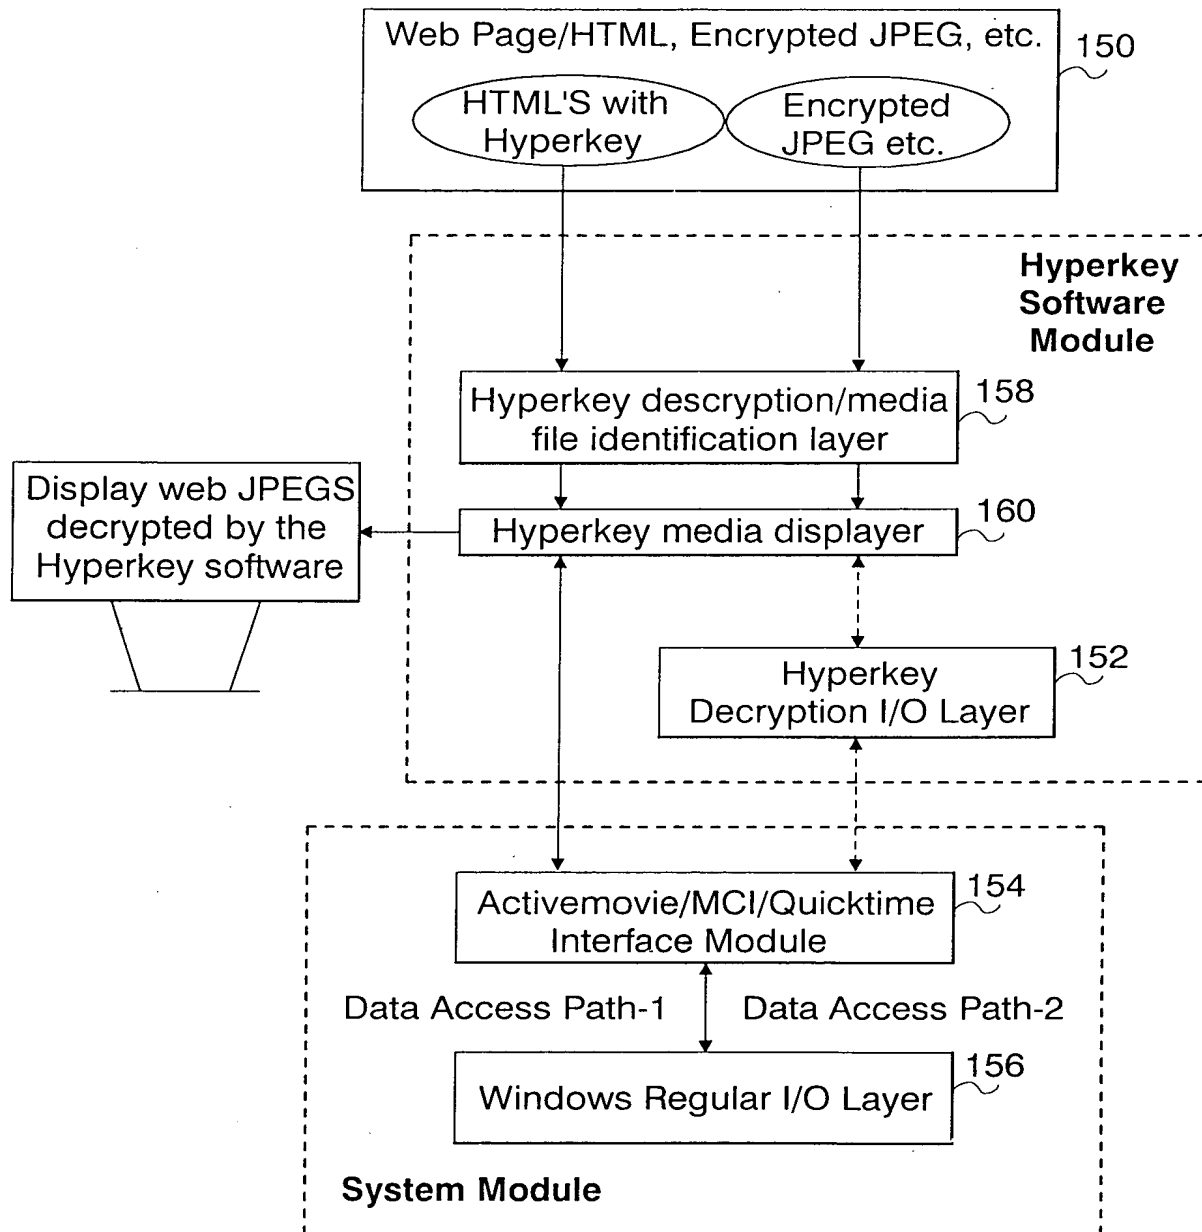 Web Page/HTML, Encrypted JPEG, etc.
150
HTML'S with
Hyperkey
Encrypted
JPEG etc.
Hyperkey
Software
Module
Hyperkey descryption/media
file identification layer
158
Display web JPEGS
decrypted by the
Hyperkey software
Hyperkey media displayer
160
Hyperkey
Decryption I/O Layer
152
Activemovie/MCI/Quicktime
Interface Module
154
Data Access Path-1
Data Access Path-2
Windows Regular I/O Layer
156
System Module